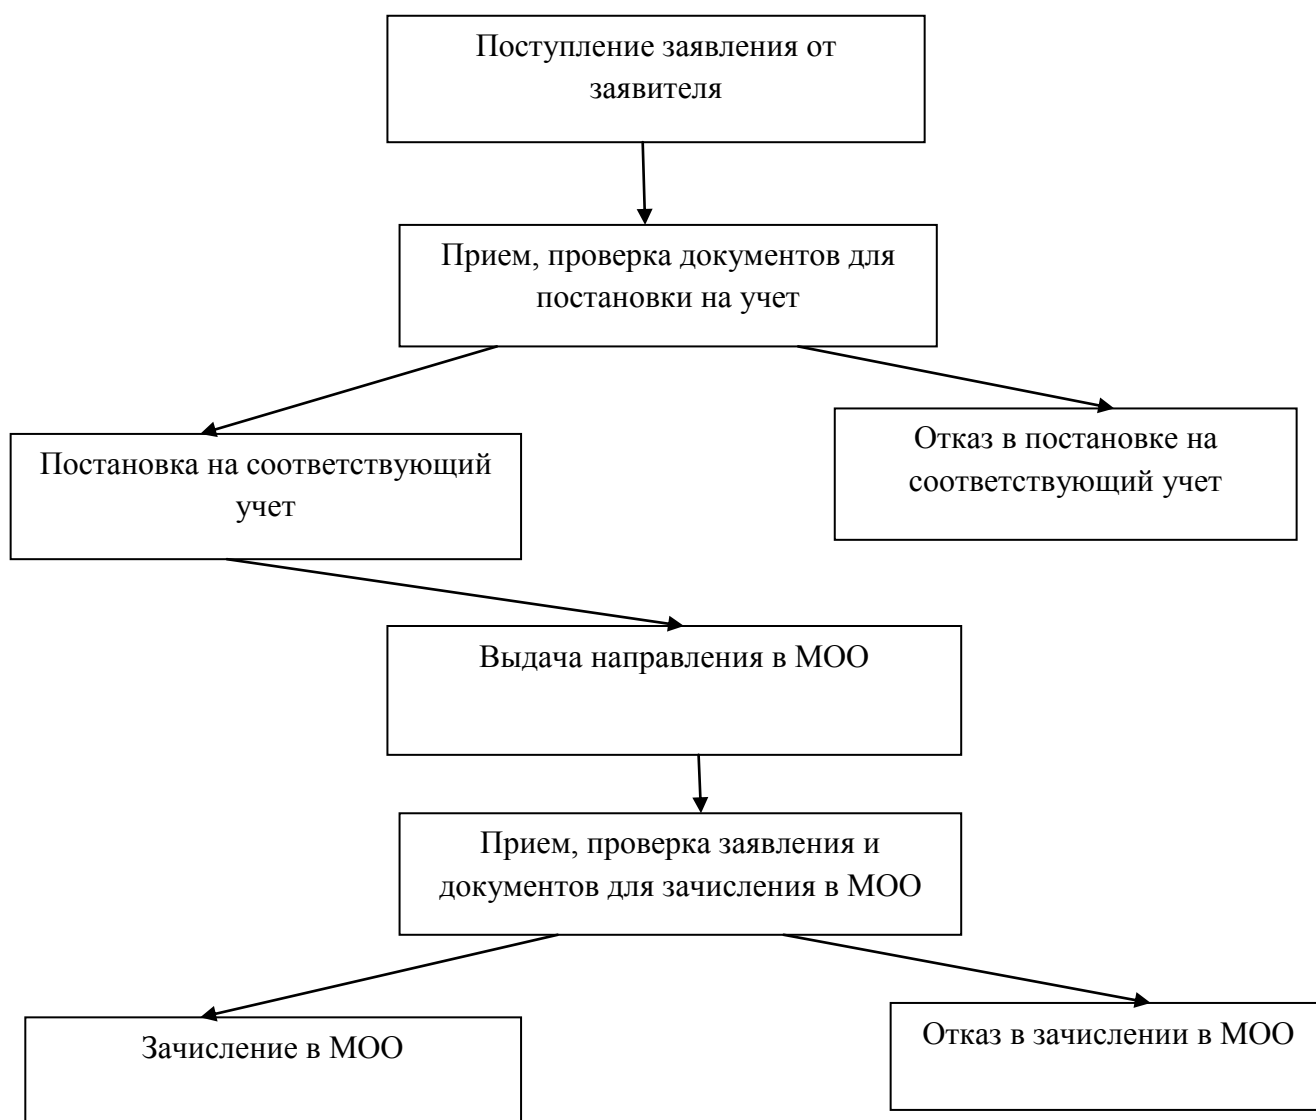 Поступление заявления от
заявителя
Прием, проверка документов для
постановки на учет
Постановка на соответствующий
учет
Отказ в постановке на
соответствующий учет
Выдача направления в МОО
Прием, проверка заявления и
документов для зачисления в МОО
Зачисление в МОО
Отказ в зачислении в МОО